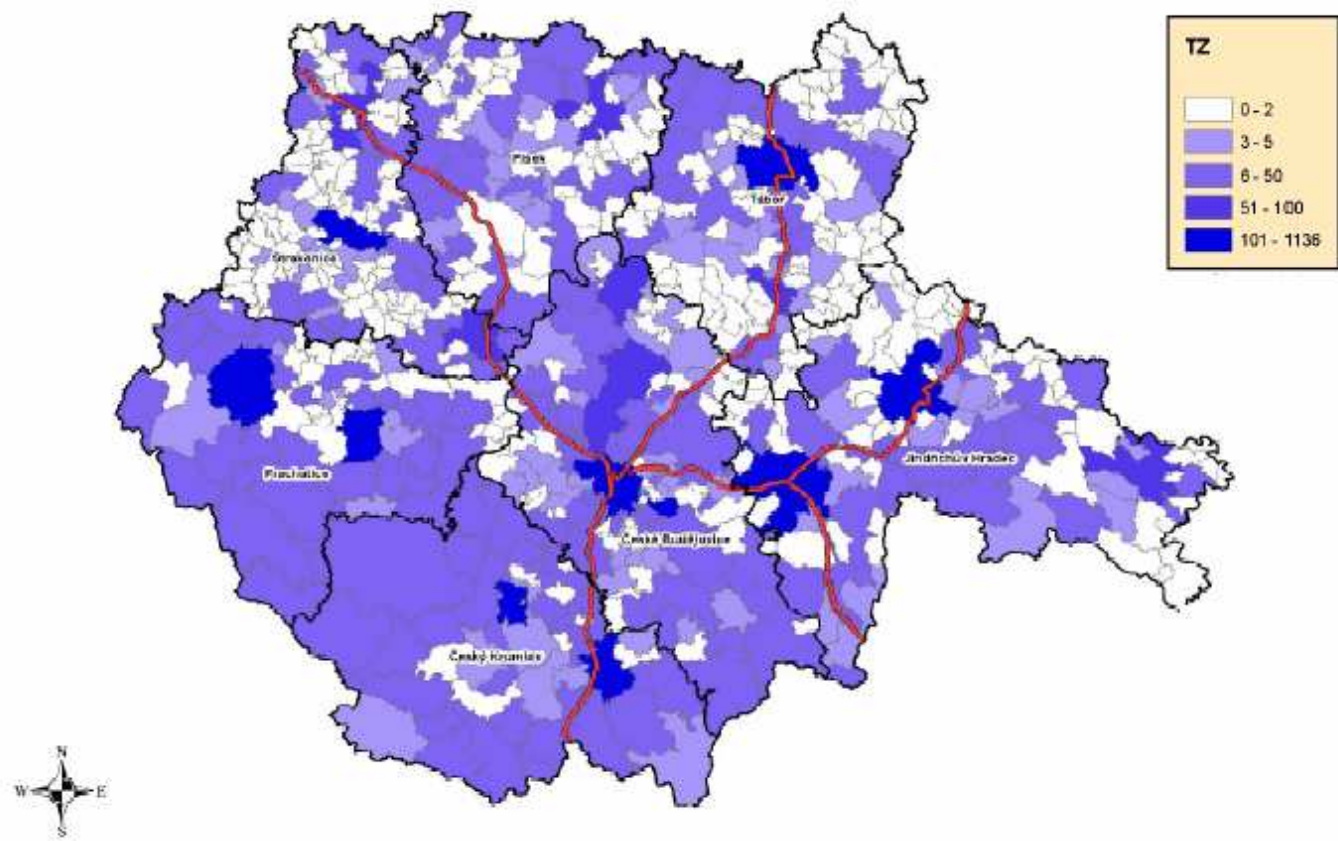 TZ
0 - 2
3 - 5
6 - 50
51 - 100
101 - 1136
Písek
Tábor
Strakonice
Prachatice
Jindřichův Hradec
České Budějovice
Český Krumlov
N
W
E
S